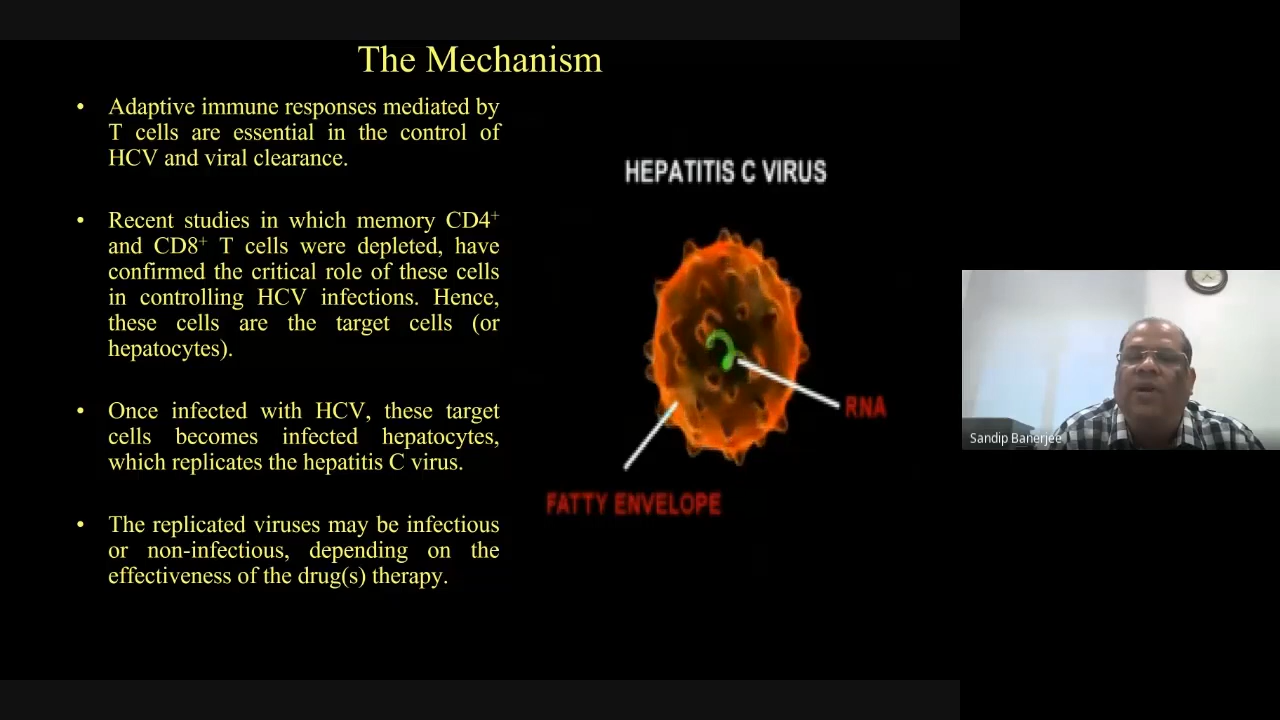 The Mechanism
• Adaptive immune responses mediated by
T cells are essential in the control of
HCV and viral clearance.
• Recent studies in which memory CD4⁺
and CD8⁺ T cells were depleted, have
confirmed the critical role of these cells
in controlling HCV infections. Hence,
these cells are the target cells (or
hepatocytes).
• Once infected with HCV, these target
cells becomes infected hepatocytes,
which replicates the hepatitis C virus.
• The replicated viruses may be infectious
or non-infectious, depending on the
effectiveness of the drug(s) therapy.
HEPATITIS C VIRUS
RNA
FATTY ENVELOPE
Sandip Banerjee